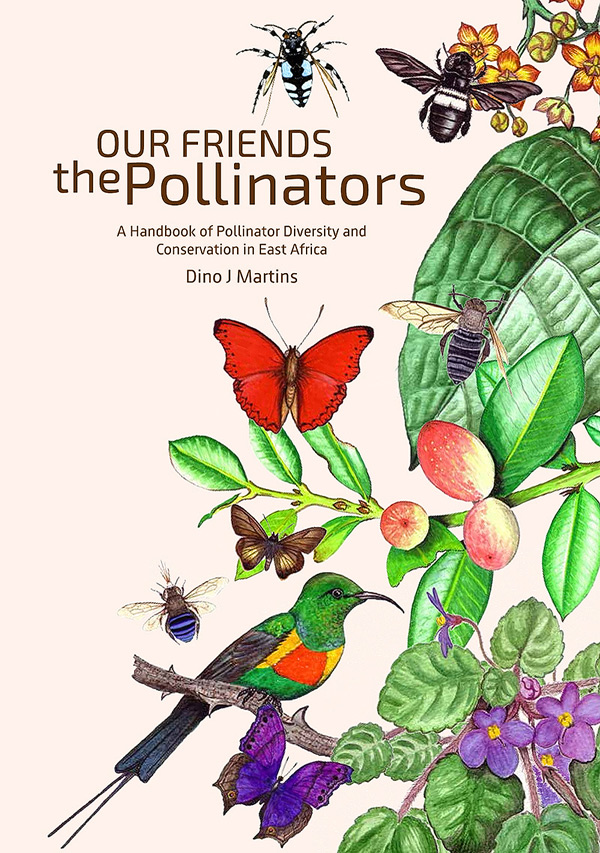 OUR FRIENDS
the Pollinators
A Handbook of Pollinator Diversity and
Conservation in East Africa
Dino J Martins